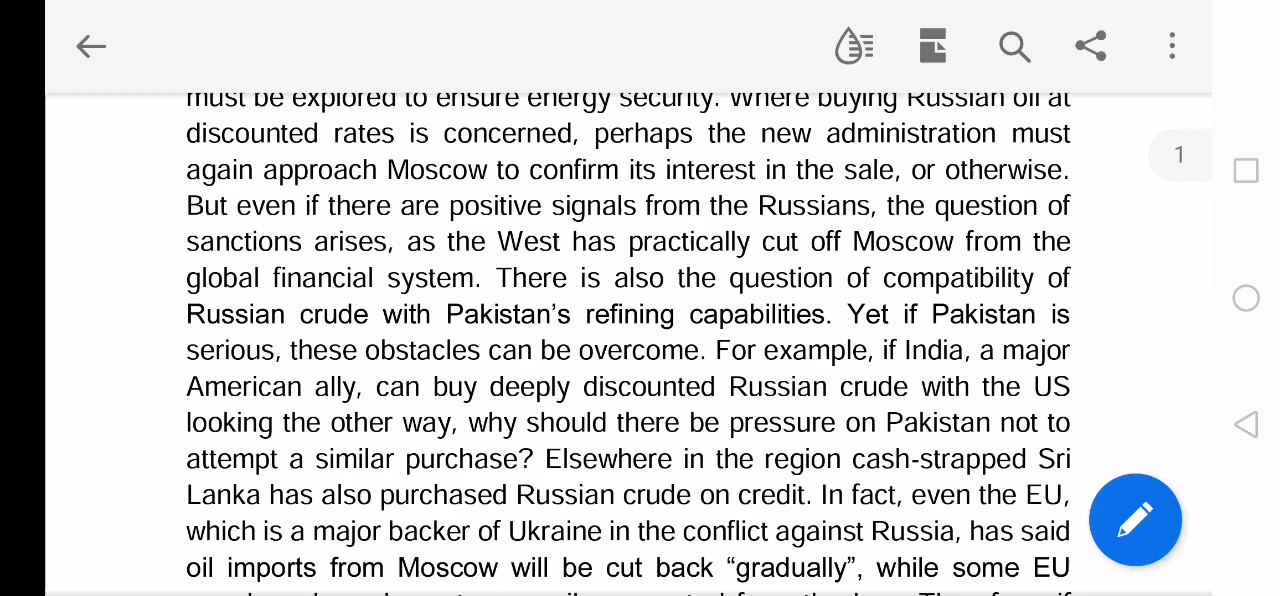 must be explored to ensure energy security. Where buying Russian oil at
discounted rates is concerned, perhaps the new administration must
again approach Moscow to confirm its interest in the sale, or otherwise.
But even if there are positive signals from the Russians, the question of
sanctions arises, as the West has practically cut off Moscow from the
global financial system. There is also the question of compatibility of
Russian crude with Pakistan’s refining capabilities. Yet if Pakistan is
serious, these obstacles can be overcome. For example, if India, a major
American ally, can buy deeply discounted Russian crude with the US
looking the other way, why should there be pressure on Pakistan not to
attempt a similar purchase? Elsewhere in the region cash-strapped Sri
Lanka has also purchased Russian crude on credit. In fact, even the EU,
which is a major backer of Ukraine in the conflict against Russia, has said
oil imports from Moscow will be cut back “gradually”, while some EU
1